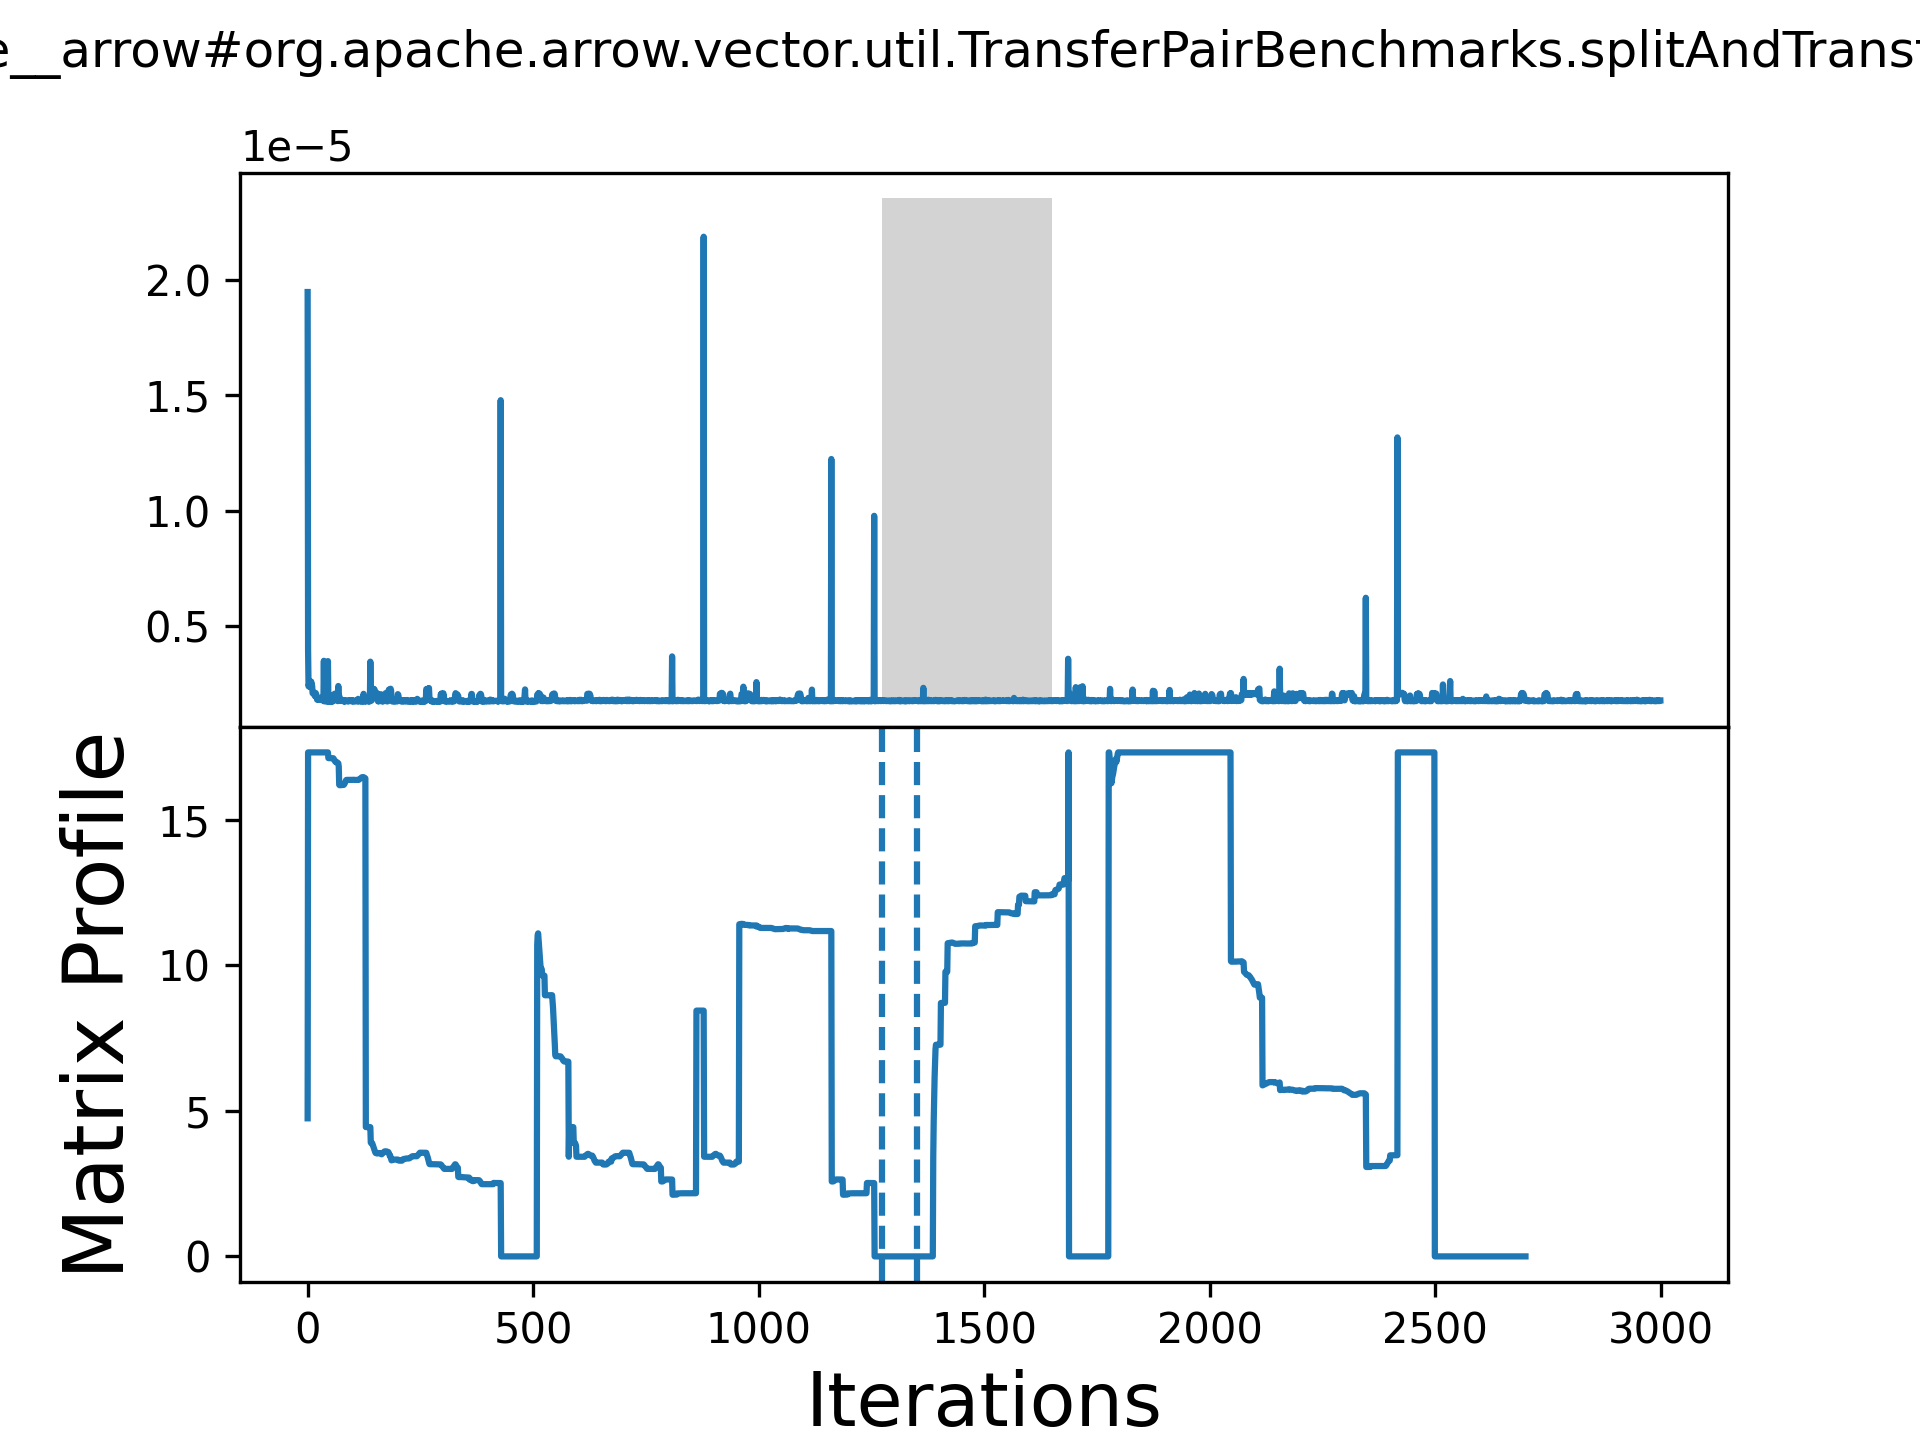 e__arrow#org.apache.arrow.vector.util.TransferPairBenchmarks.splitAndTrans
1e−5
2.0
1.5
1.0
0.5
Matrix Profile
15
10
5
0
0 500 1000 1500 2000 2500 3000
Iterations